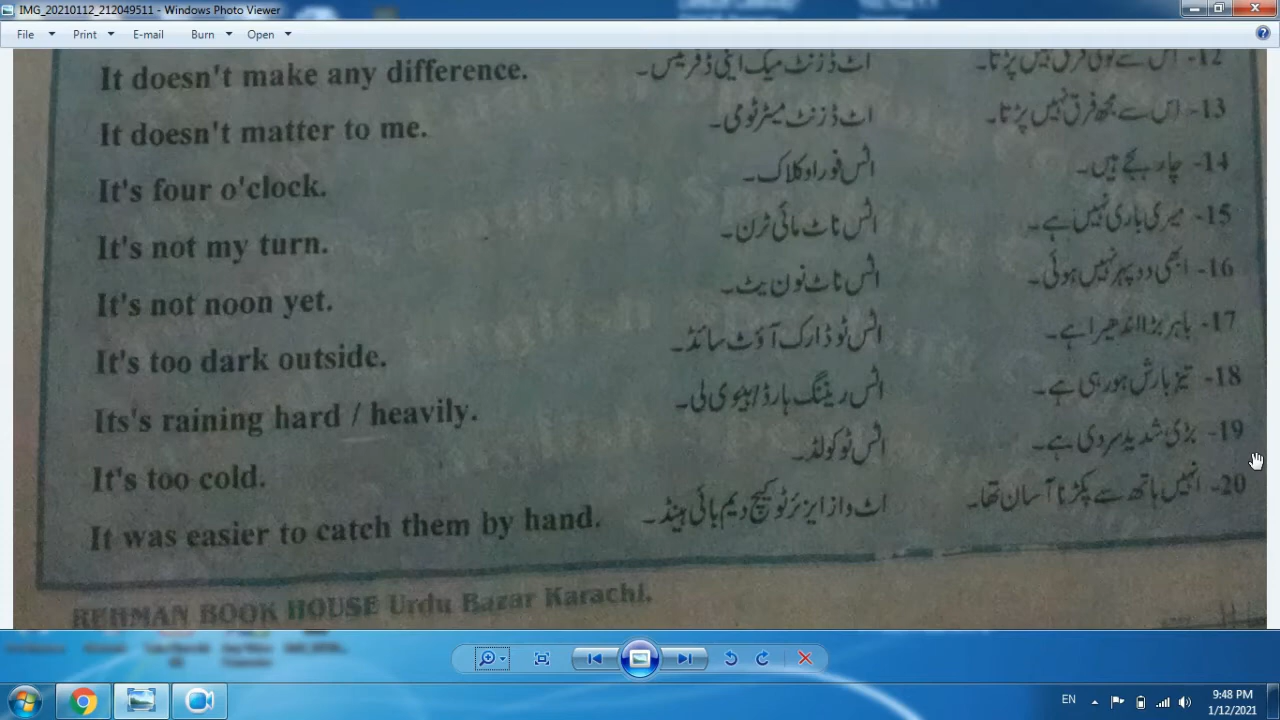 IMG_20210112_212049511 - Windows Photo Viewer
File Print E-mail Burn Open
It doesn't make any difference. اٹ ڈزنٹ میک اینی ڈفرینس۔ 12- اس سے کوئی فرق نہیں پڑتا۔
It doesn't matter to me. اٹ ڈزنٹ میٹر ٹو می۔ 13- اس سے مجھ فرق نہیں پڑتا۔
It's four o'clock. اٹس فور او کلاک۔ 14- چار بجے ہیں۔
It's not my turn. اٹس ناٹ مائی ٹرن۔ 15- میری باری نہیں ہے۔
It's not noon yet. اٹس ناٹ نون یٹ۔ 16- ابھی دوپہر نہیں ہوئی۔
It's too dark outside. اٹس ٹو ڈارک آؤٹ سائڈ۔ 17- باہر بڑا اندھیرا ہے۔
Its's raining hard / heavily. اٹس ریننگ ہارڈ/ہیوی لی۔ 18- تیز بارش ہو رہی ہے۔
It's too cold. اٹس ٹو کولڈ۔ 19- بڑی شدید سردی ہے۔
It was easier to catch them by hand. اٹ واز ایزیئر ٹو کیچ دیم بائی ہینڈ۔ 20- انہیں ہاتھ سے پکڑنا آسان تھا۔
REHMAN BOOK HOUSE Urdu Bazar Karachi.
EN
9:48 PM
1/12/2021